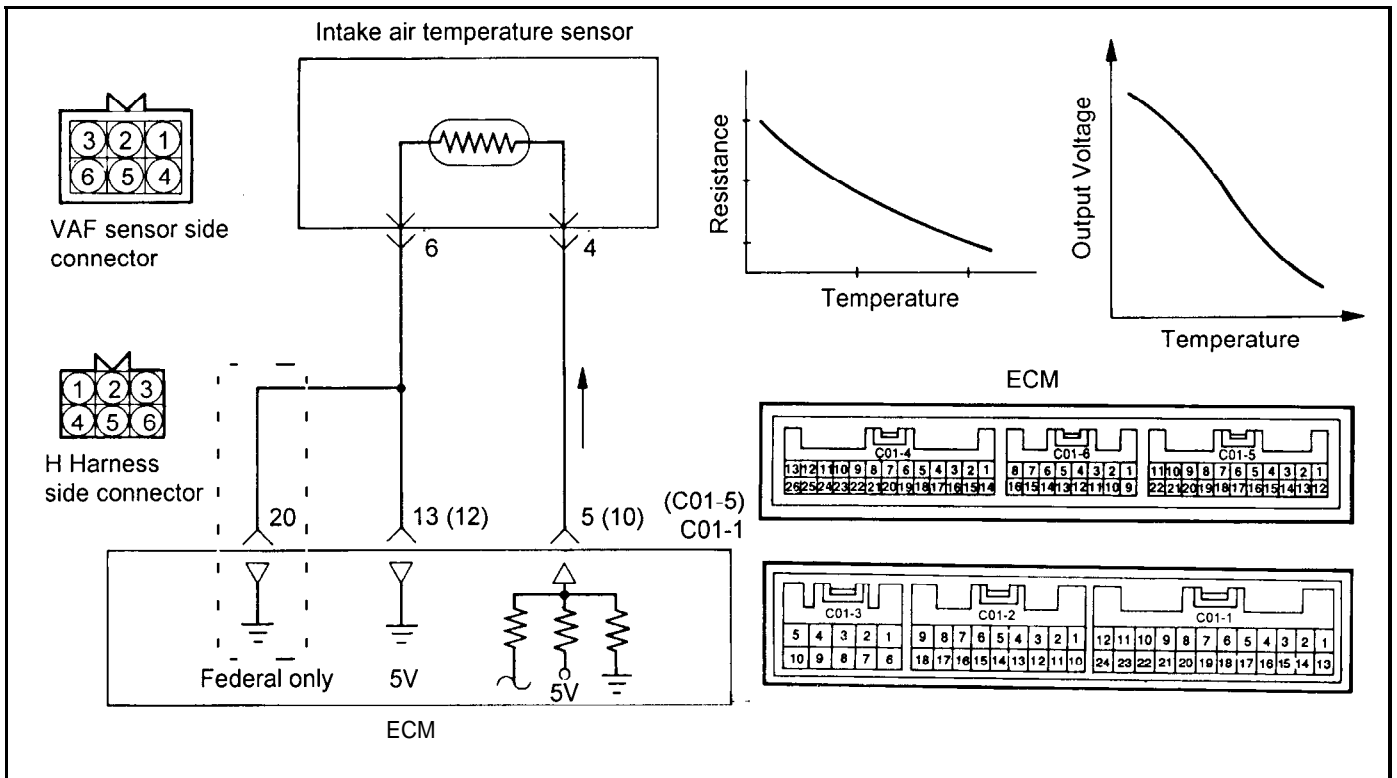 Intake air temperature sensor
3 2 1
6 5 4
VAF sensor side
connector
6
4
1 2 3
4 5 6
H Harness
side connector
20
13 (12)
5 (10)
(C01-5)
C01-1
Federal only
5V
5V
ECM
Resistance
Temperature
Output Voltage
Temperature
ECM
C01-4
13 12 11 10 9 8 7 6 5 4 3 2 1
26 25 24 23 22 21 20 19 18 17 16 15 14
C01-6
8 7 6 5 4 3 2 1
16 15 14 13 12 11 10 9
C01-5
11 10 9 8 7 6 5 4 3 2 1
22 21 20 19 18 17 16 15 14 13 12
C01-3
5 4 3 2 1
10 9 8 7 6
C01-2
9 8 7 6 5 4 3 2 1
18 17 16 15 14 13 12 11 10
C01-1
12 11 10 9 8 7 6 5 4 3 2 1
24 23 22 21 20 19 18 17 16 15 14 13